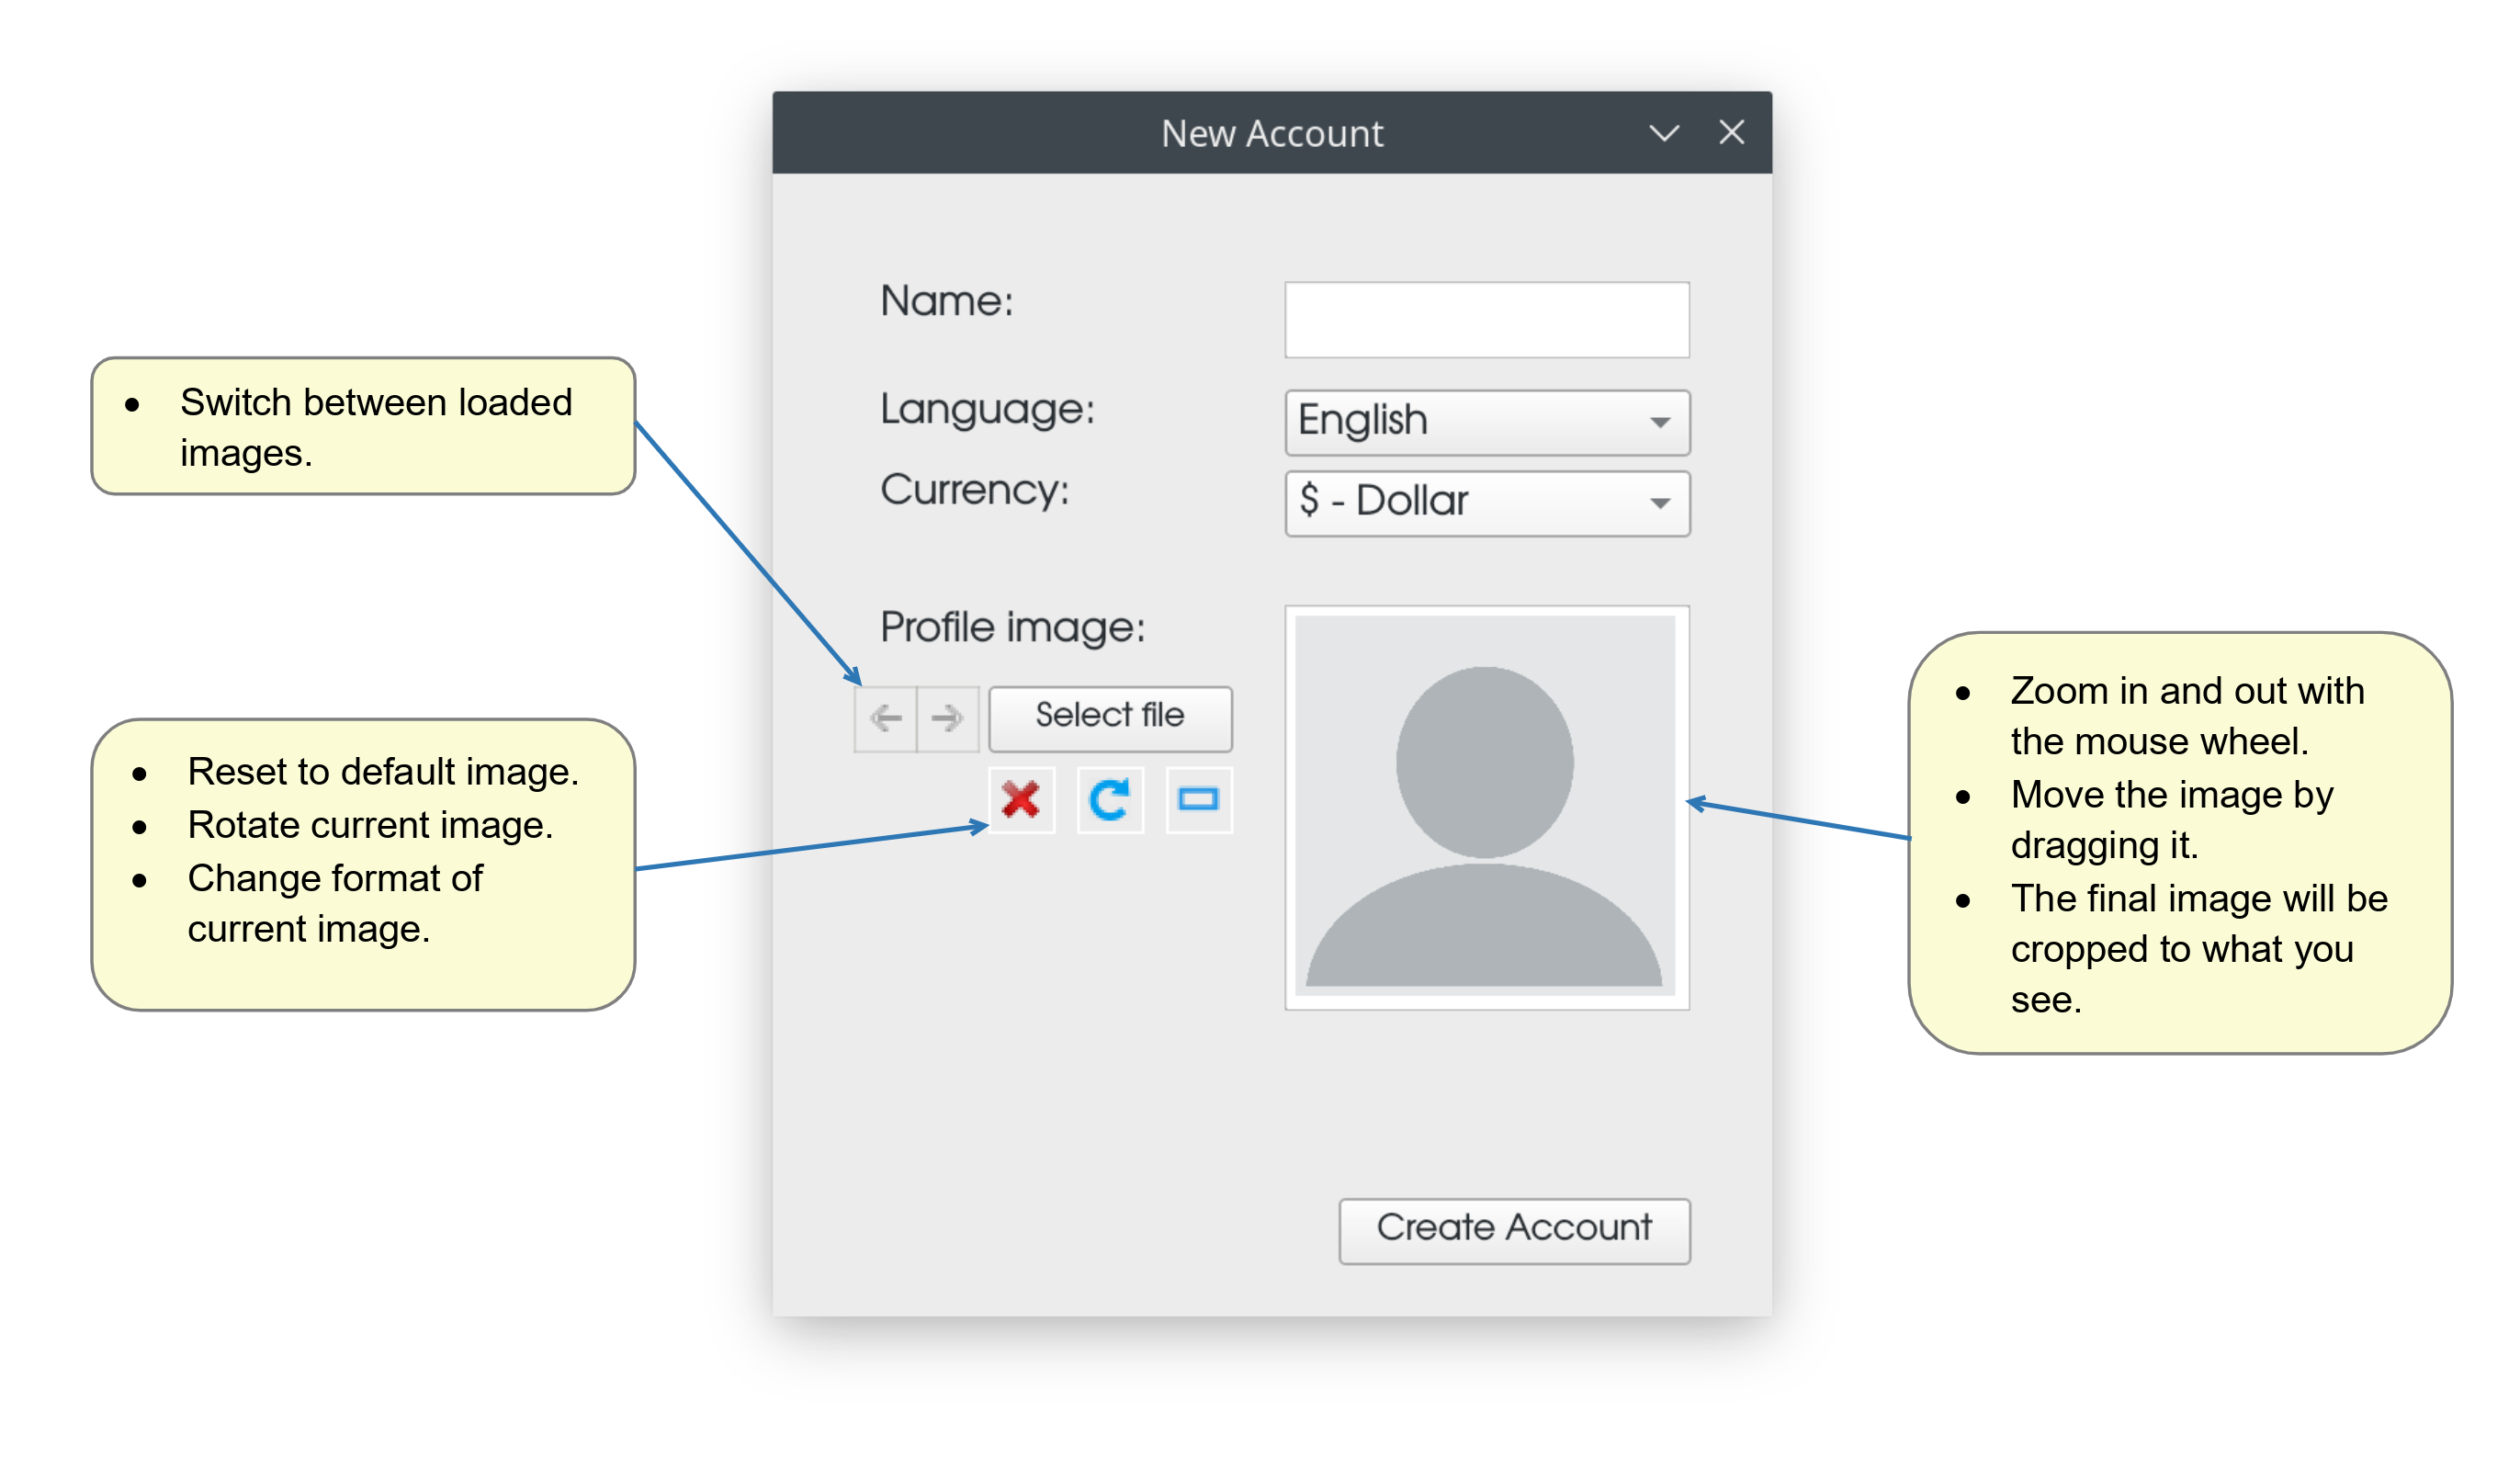 New Account
Name:
Language:
English
Currency:
$ - Dollar
Profile image:
Select file
Create Account
• Switch between loaded
images.
• Reset to default image.
• Rotate current image.
• Change format of
current image.
• Zoom in and out with
the mouse wheel.
• Move the image by
dragging it.
• The final image will be
cropped to what you
see.